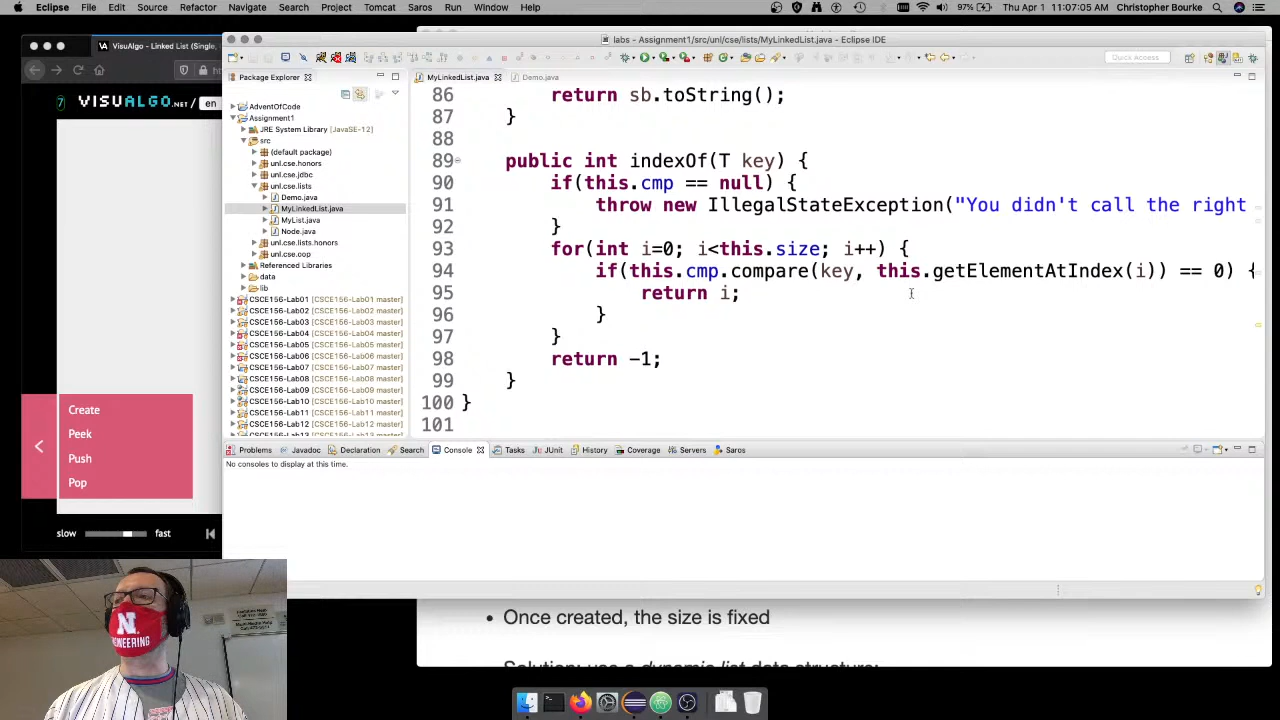 Eclipse File Edit Source Refactor Navigate Search Project Tomcat Saros Run Window Help 97% Thu Apr 1 11:07:05 AM Christopher Bourke
VisuAlgo - Linked List (Single,
labs - Assignment1/src/unl/cse/lists/MyLinkedList.java - Eclipse IDE
Quick Access
7 VISUALGO.NET/ en
Create
Peek
Push
Pop
slow fast
Package Explorer
AdventOfCode
Assignment1
JRE System Library [JavaSE-12]
src
(default package)
unl.cse.honors
unl.cse.jdbc
unl.cse.lists
Demo.java
MyLinkedList.java
MyList.java
Node.java
unl.cse.lists.honors
unl.cse.oop
Referenced Libraries
data
lib
CSCE156-Lab01 [CSCE156-Lab01 master]
CSCE156-Lab02 [CSCE156-Lab02 master]
CSCE156-Lab03 [CSCE156-Lab03 master]
CSCE156-Lab04 [CSCE156-Lab04 master]
CSCE156-Lab05 [CSCE156-Lab05 master]
CSCE156-Lab06 [CSCE156-Lab06 master]
CSCE156-Lab07 [CSCE156-Lab07 master]
CSCE156-Lab08 [CSCE156-Lab08 master]
CSCE156-Lab09 [CSCE156-Lab09 master]
CSCE156-Lab10 [CSCE156-Lab10 master]
CSCE156-Lab11 [CSCE156-Lab11 master]
CSCE156-Lab12 [CSCE156-Lab12 master]
MyLinkedList.java Demo.java
86 return sb.toString();
87 }
88
89 public int indexOf(T key) {
90 if(this.cmp == null) {
91 throw new IllegalStateException("You didn't call the right
92 }
93 for(int i=0; i<this.size; i++) {
94 if(this.cmp.compare(key, this.getElementAtIndex(i)) == 0) {
95 return i;
96 }
97 }
98 return -1;
99 }
100 }
101
Problems Javadoc Declaration Search Console Tasks JUnit History Coverage Servers Saros
No consoles to display at this time.
• Once created, the size is fixed
Solution: use a dynamic list data structure:
N